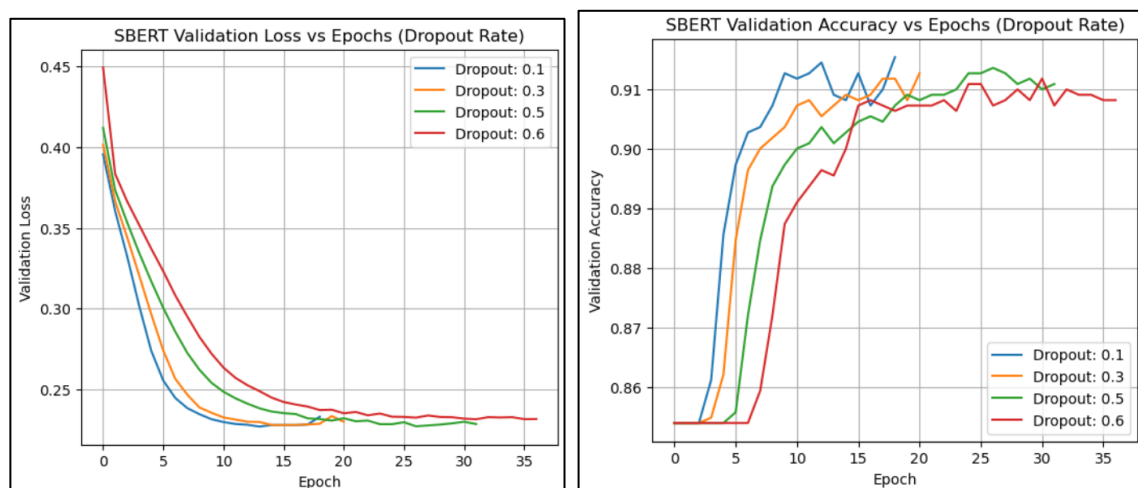 SBERT Validation Loss vs Epochs (Dropout Rate)
Validation Loss
0.45
0.40
0.35
0.30
0.25
Dropout: 0.1
Dropout: 0.3
Dropout: 0.5
Dropout: 0.6
0 5 10 15 20 25 30 35
Epoch
SBERT Validation Accuracy vs Epochs (Dropout Rate)
Validation Accuracy
0.91
0.90
0.89
0.88
0.87
0.86
Dropout: 0.1
Dropout: 0.3
Dropout: 0.5
Dropout: 0.6
0 5 10 15 20 25 30 35
Epoch